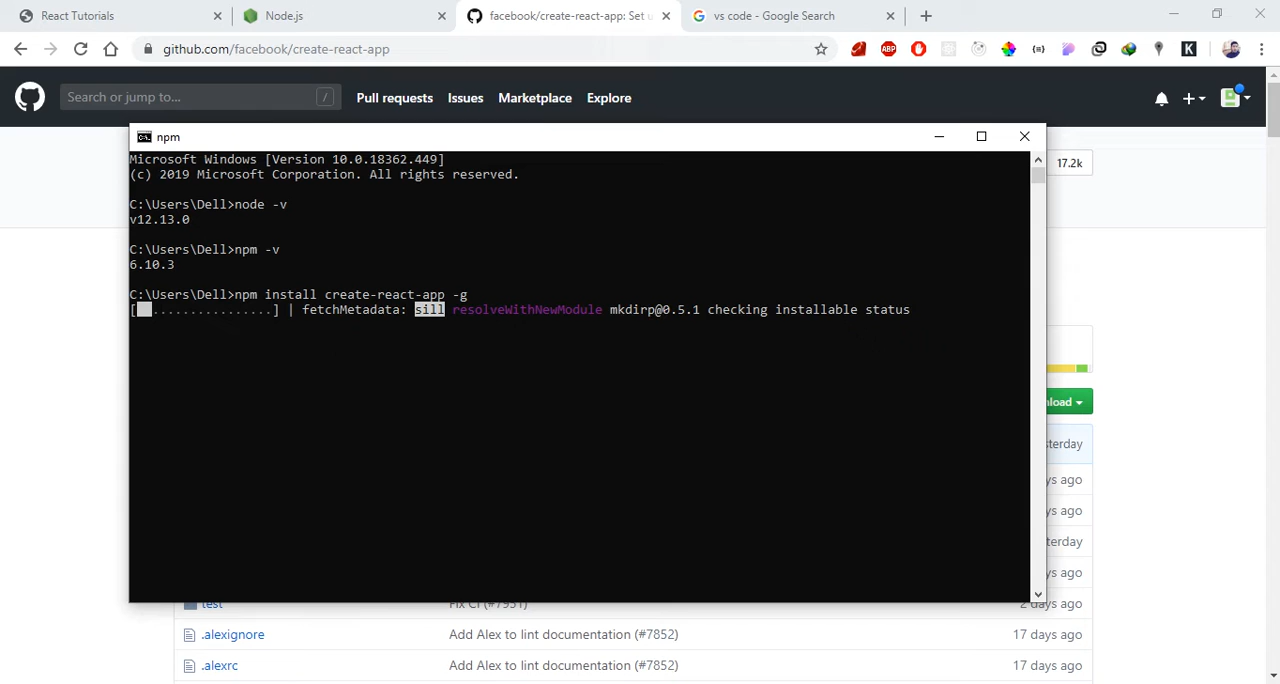 React Tutorials
Node.js
facebook/create-react-app: Set u
vs code - Google Search
github.com/facebook/create-react-app
ABP
K
Search or jump to...
/
Pull requests
Issues
Marketplace
Explore
npm
17.2k
Microsoft Windows [Version 10.0.18362.449]
(c) 2019 Microsoft Corporation. All rights reserved.
C:\Users\Dell>node -v
v12.13.0
C:\Users\Dell>npm -v
6.10.3
C:\Users\Dell>npm install create-react-app -g
[ ................] | fetchMetadata: sill resolveWithNewModule mkdirp@0.5.1 checking installable status
nload
sterday
ys ago
ys ago
terday
ys ago
test
Fix CI (#7951)
2 days ago
.alexignore
Add Alex to lint documentation (#7852)
17 days ago
.alexrc
Add Alex to lint documentation (#7852)
17 days ago